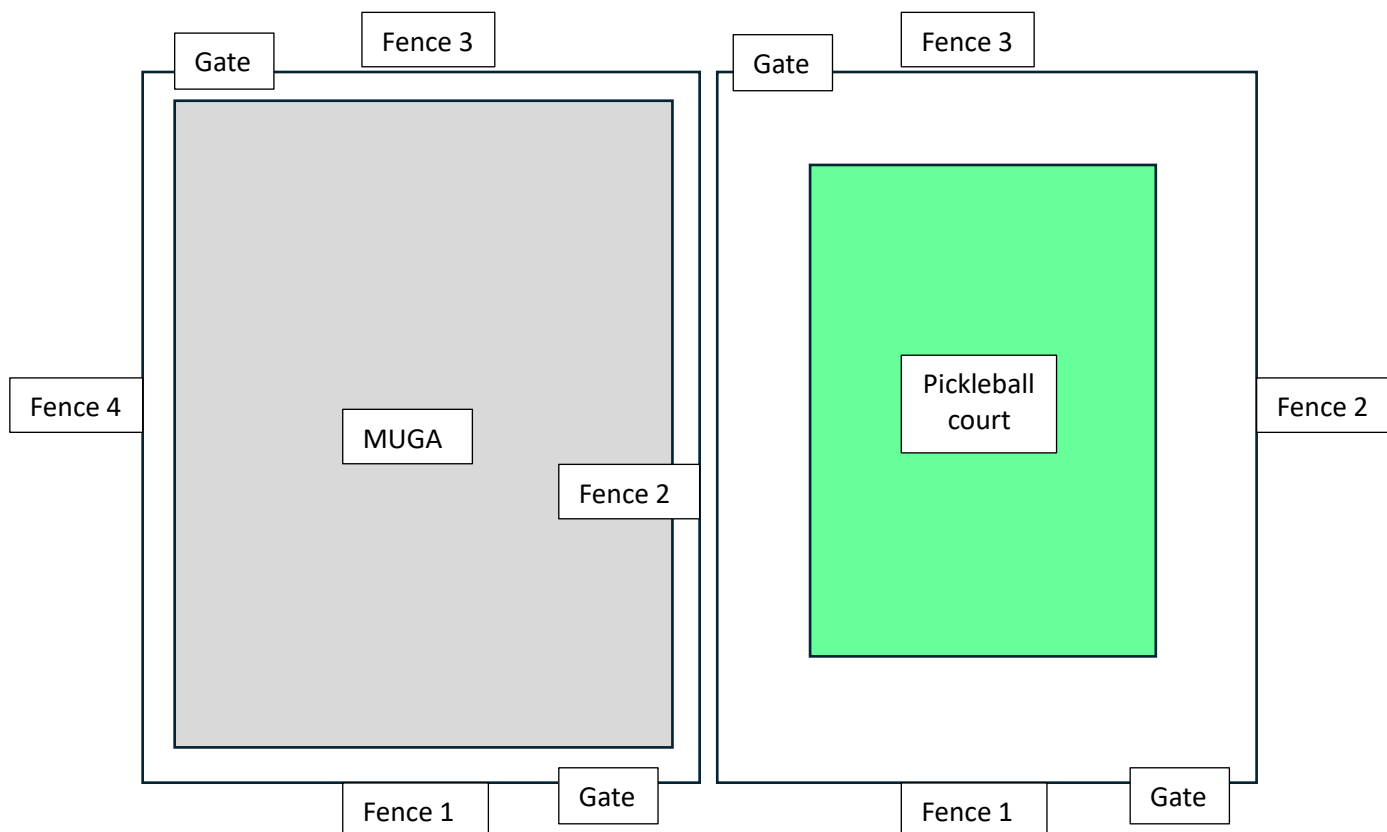 Fence 3
Fence 3
Gate
Gate
Fence 4
MUGA
Fence 2
Pickleball
court
Fence 2
Fence 1
Gate
Fence 1
Gate